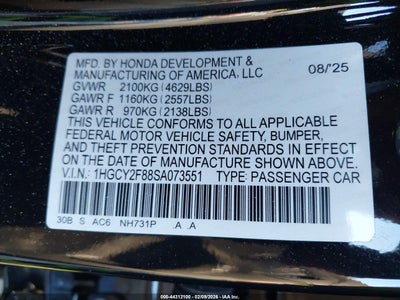 MFD. BY HONDA DEVELOPMENT &
MANUFACTURING OF AMERICA, LLC 08/'25
GVWR 2100KG (4629LBS)
GAWR F 1160KG (2557LBS)
GAWR R 970KG (2138LBS)
THIS VEHICLE CONFORMS TO ALL APPLICABLE
FEDERAL MOTOR VEHICLE SAFETY, BUMPER,
AND THEFT PREVENTION STANDARDS IN EFFECT
ON THE DATE OF MANUFACTURE SHOWN ABOVE.
V.I.N.: 1HGCY2F88SA073551 TYPE: PASSENGER CAR
30B S AC6 NH731P .A .A
000-44312100 - 02/09/2026 - IAAI.COM